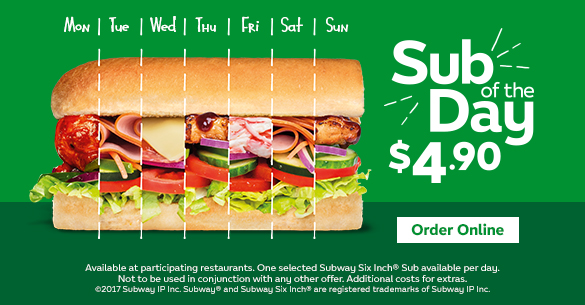 Mon | Tue | Wed | Thu | Fri | Sat | Sun
Sub
of the
Day
$4.90
Order Online
Available at participating restaurants. One selected Subway Six Inch® Sub available per day.
Not to be used in conjunction with any other offer. Additional costs for extras.
©2017 Subway IP Inc. Subway® and Subway Six Inch® are registered trademarks of Subway IP Inc.